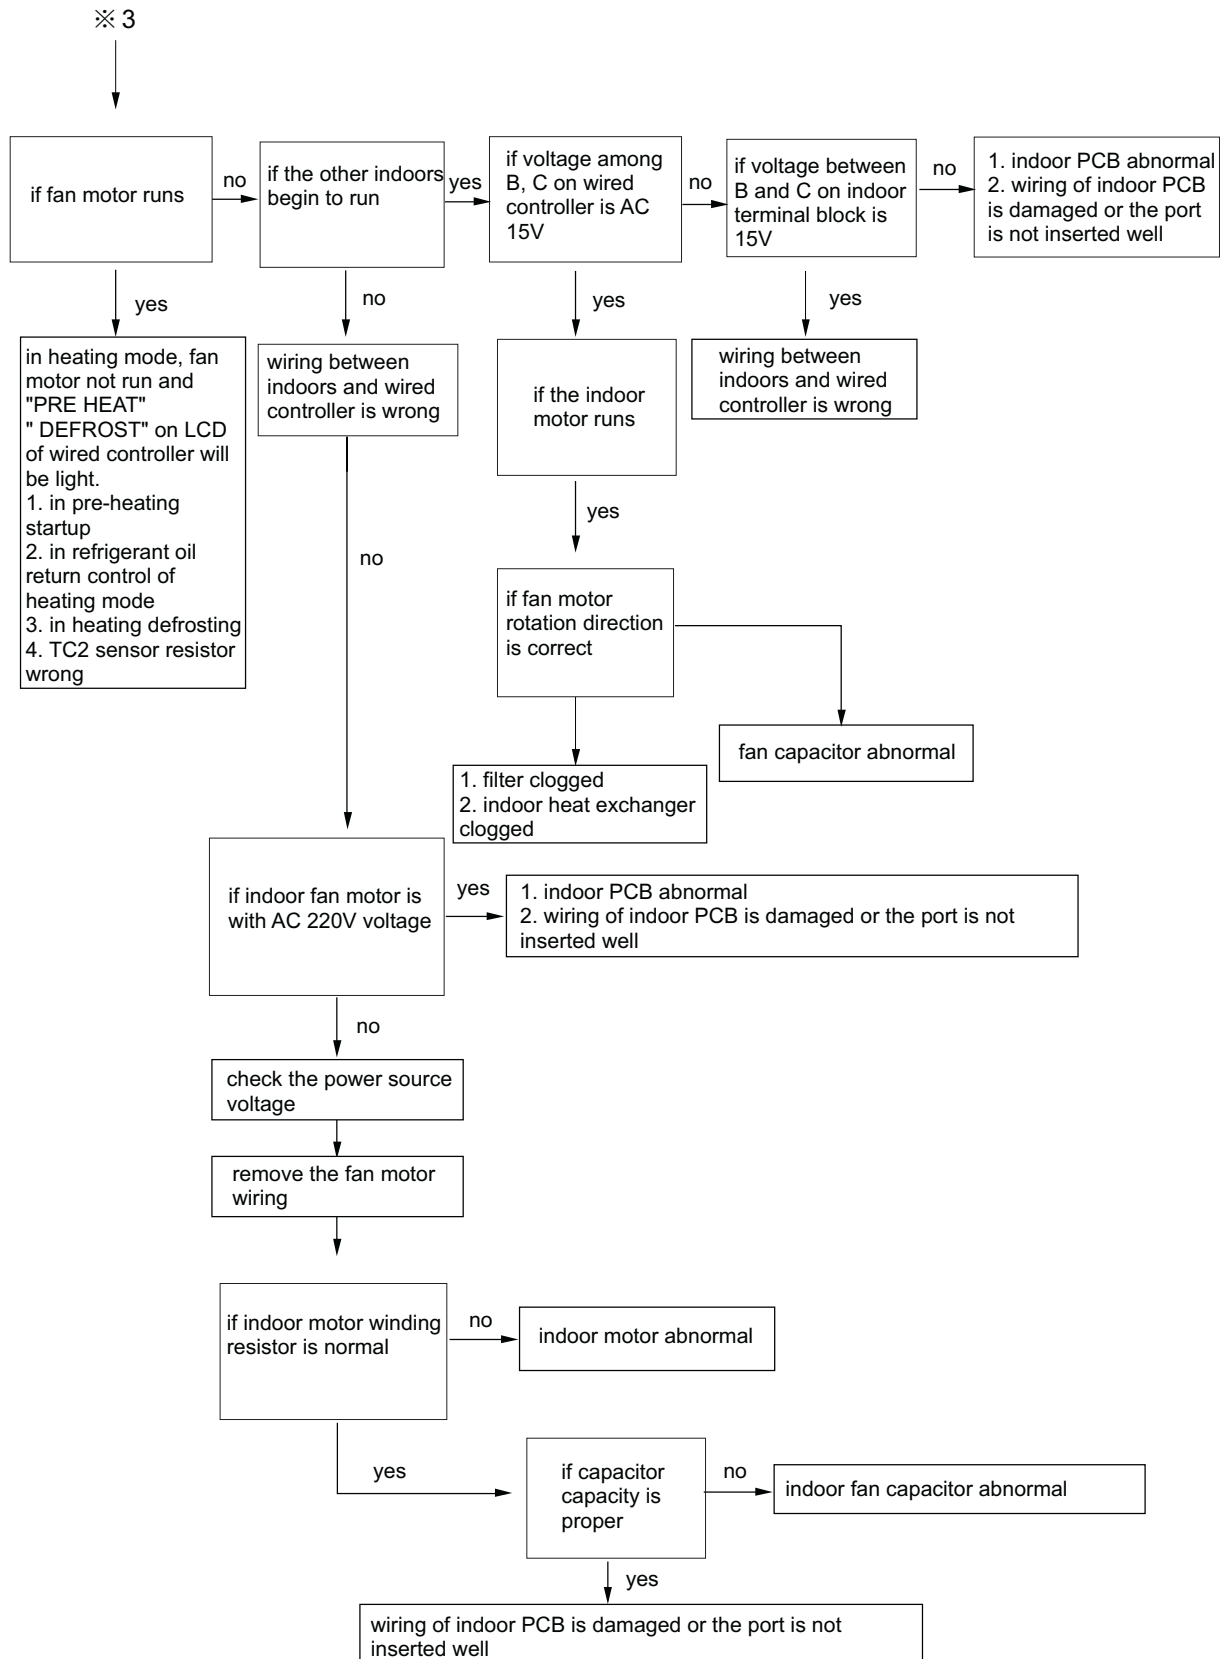 ※ 3
if fan motor runs
no
if the other indoors
begin to run
yes
if voltage among
B, C on wired
controller is AC
15V
no
if voltage between
B and C on indoor
terminal block is
15V
no
1. indoor PCB abnormal
2. wiring of indoor PCB
is damaged or the port
is not inserted well
yes
no
yes
yes
in heating mode, fan
motor not run and
"PRE HEAT"
" DEFROST" on LCD
of wired controller will
be light.
1. in pre-heating
startup
2. in refrigerant oil
return control of
heating mode
3. in heating defrosting
4. TC2 sensor resistor
wrong
wiring between
indoors and wired
controller is wrong
if the indoor
motor runs
wiring between
indoors and wired
controller is wrong
yes
no
if fan motor
rotation direction
is correct
fan capacitor abnormal
1. filter clogged
2. indoor heat exchanger
clogged
if indoor fan motor is
with AC 220V voltage
yes
1. indoor PCB abnormal
2. wiring of indoor PCB is damaged or the port is not
inserted well
no
check the power source
voltage
remove the fan motor
wiring
if indoor motor winding
resistor is normal
no
indoor motor abnormal
yes
if capacitor
capacity is
proper
no
indoor fan capacitor abnormal
yes
wiring of indoor PCB is damaged or the port is not
inserted well